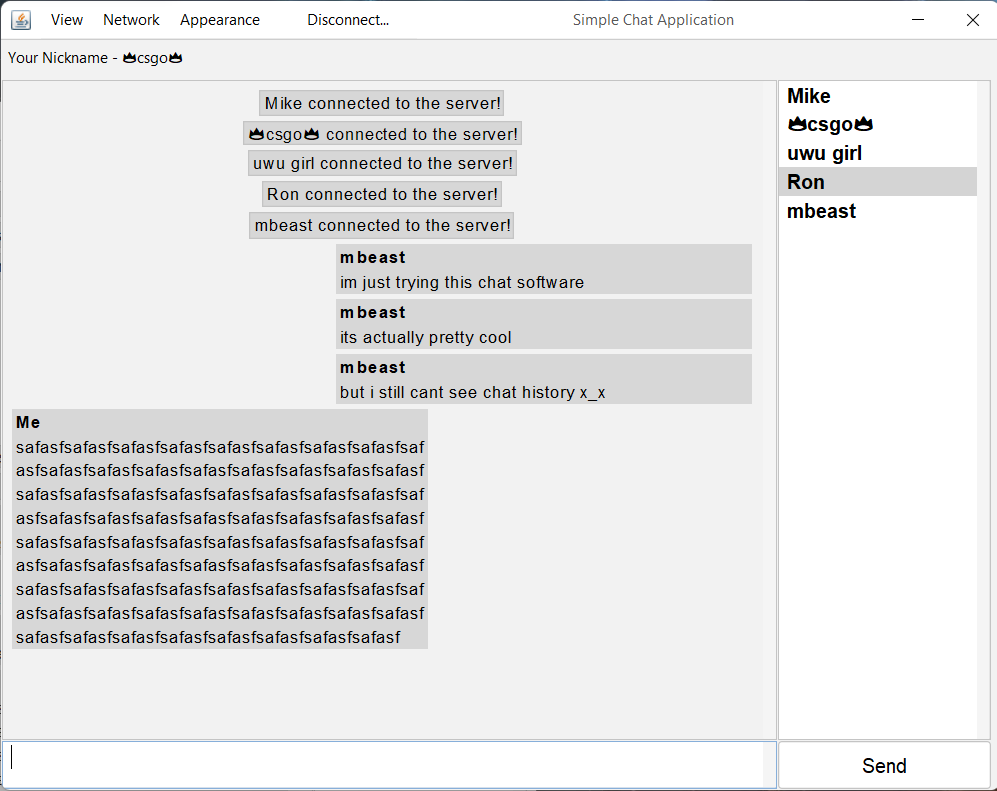 View Network Appearance Disconnect... Simple Chat Application
Your Nickname - 👑csgo👑
Mike connected to the server!
👑csgo👑 connected to the server!
uwu girl connected to the server!
Ron connected to the server!
mbeast connected to the server!
mbeast
im just trying this chat software
mbeast
its actually pretty cool
mbeast
but i still cant see chat history x_x
Me
safasfsafasfsafasfsafasfsafasfsafasfsafasfsafasfsaf
asfsafasfsafasfsafasfsafasfsafasfsafasfsafasfsafasf
safasfsafasfsafasfsafasfsafasfsafasfsafasfsafasfsaf
asfsafasfsafasfsafasfsafasfsafasfsafasfsafasfsafasf
safasfsafasfsafasfsafasfsafasfsafasfsafasfsafasfsaf
asfsafasfsafasfsafasfsafasfsafasfsafasfsafasfsafasf
safasfsafasfsafasfsafasfsafasfsafasfsafasfsafasfsaf
asfsafasfsafasfsafasfsafasfsafasfsafasfsafasfsafasf
safasfsafasfsafasfsafasfsafasfsafasfsafasfsafasf
Mike
👑csgo👑
uwu girl
Ron
mbeast
Send